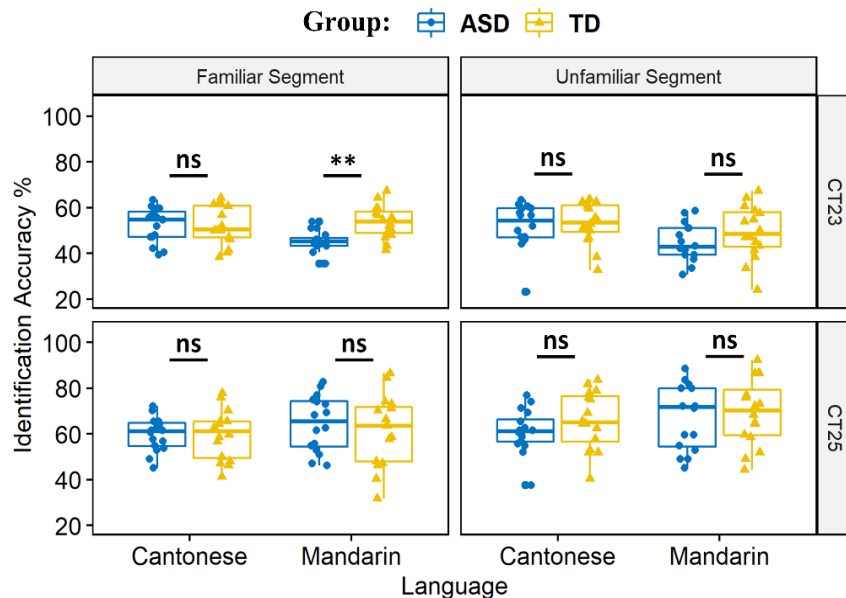 Group: ASD TD
Familiar Segment Unfamiliar Segment
Identification Accuracy %
100
80
60
40
20
ns
**
ns
ns
CT23
100
80
60
40
20
ns
ns
ns
ns
CT25
Cantonese Mandarin Cantonese Mandarin
Language